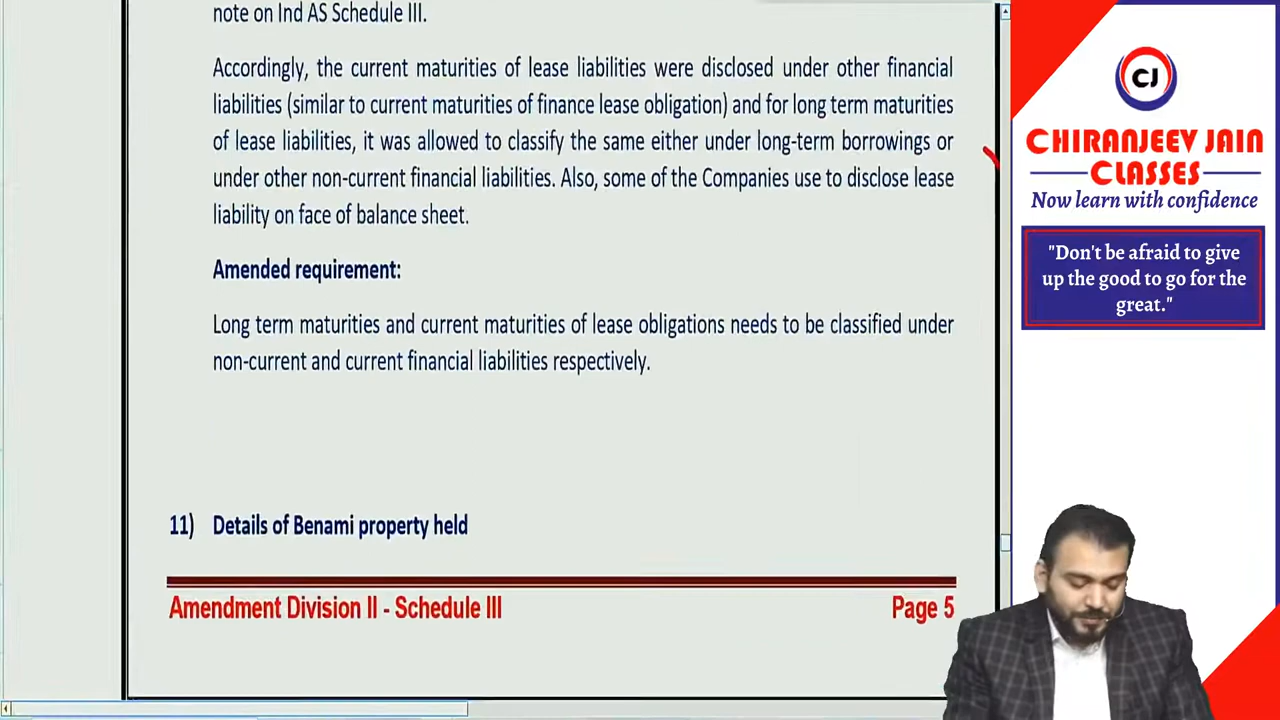 note on Ind AS Schedule III.
Accordingly, the current maturities of lease liabilities were disclosed under other financial
liabilities (similar to current maturities of finance lease obligation) and for long term maturities
of lease liabilities, it was allowed to classify the same either under long-term borrowings or
under other non-current financial liabilities. Also, some of the Companies use to disclose lease
liability on face of balance sheet.
Amended requirement:
Long term maturities and current maturities of lease obligations needs to be classified under
non-current and current financial liabilities respectively.
11) Details of Benami property held
Amendment Division II - Schedule III
Page 5
CJ
CHIRANJEEV JAIN
CLASSES
Now learn with confidence
"Don't be afraid to give
up the good to go for the
great."